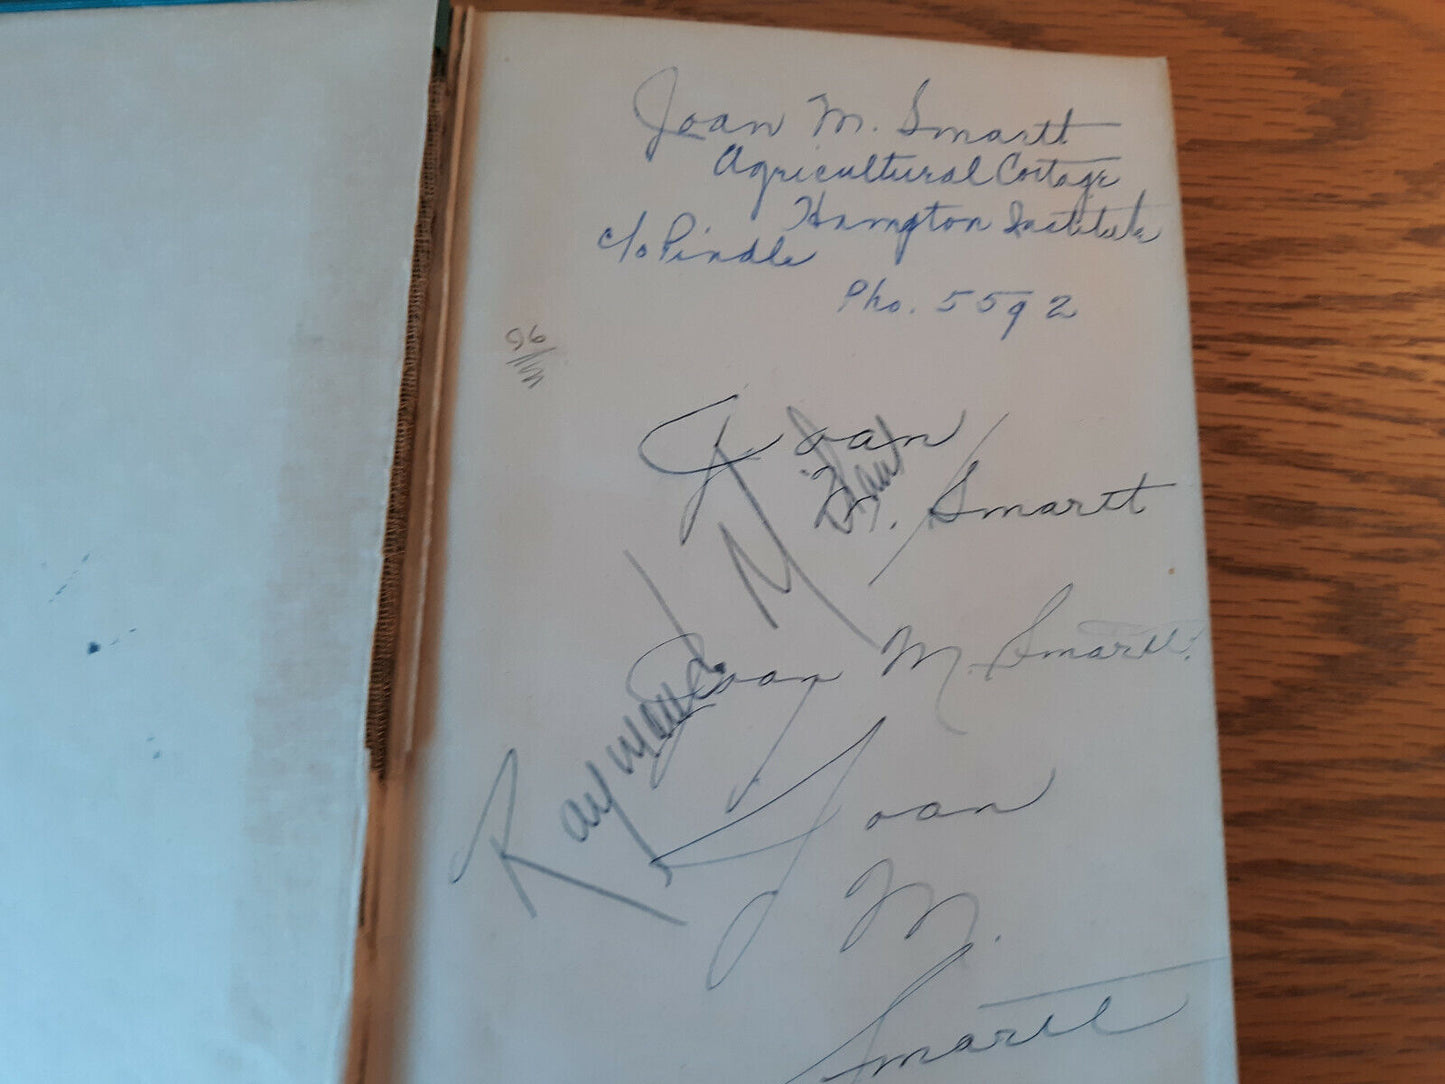 Joan M. Smartt
Agricultural Cottage
Hampton Institute
c/o Pindle
Pho. 5592
Joan
M. Smartt
Joan M. Smartt
Raymond M
Joan
M.
Smartt